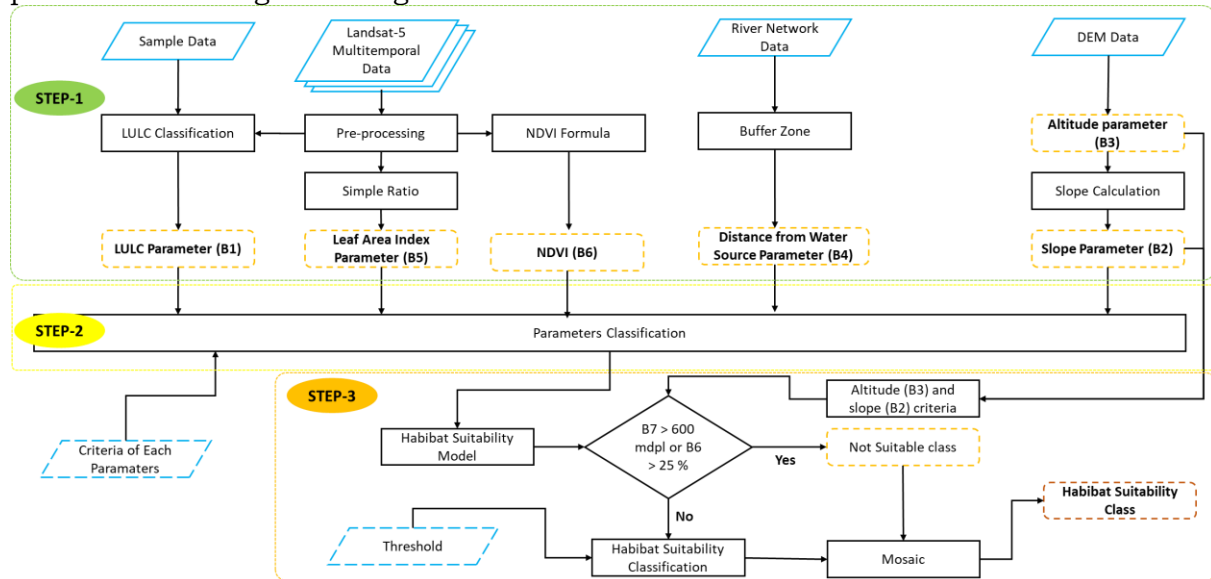 Sample Data
Landsat-5
Multitemporal
Data
River Network
Data
DEM Data
STEP-1
LULC Classification
Pre-processing
NDVI Formula
Buffer Zone
Altitude parameter
(B3)
Simple Ratio
Slope Calculation
LULC Parameter (B1)
Leaf Area Index
Parameter (B5)
NDVI (B6)
Distance from Water
Source Parameter (B4)
Slope Parameter (B2)
STEP-2
Parameters Classification
STEP-3
Criteria of Each
Paramaters
Habibat Suitability
Model
B7 > 600
mdpl or B6
> 25 %
Altitude (B3) and
slope (B2) criteria
Yes
Not Suitable class
No
Habibat Suitability
Class
Threshold
Habibat Suitability
Classification
Mosaic